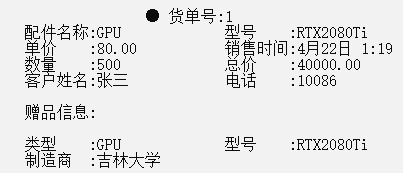 ● 货单号:1
配件名称:GPU 型号 :RTX2080Ti
单价 :80.00 销售时间:4月22日 1:19
数量 :500 总价 :40000.00
客户姓名:张三 电话 :10086
赠品信息:
类型 :GPU 型号 :RTX2080Ti
制造商 :吉林大学